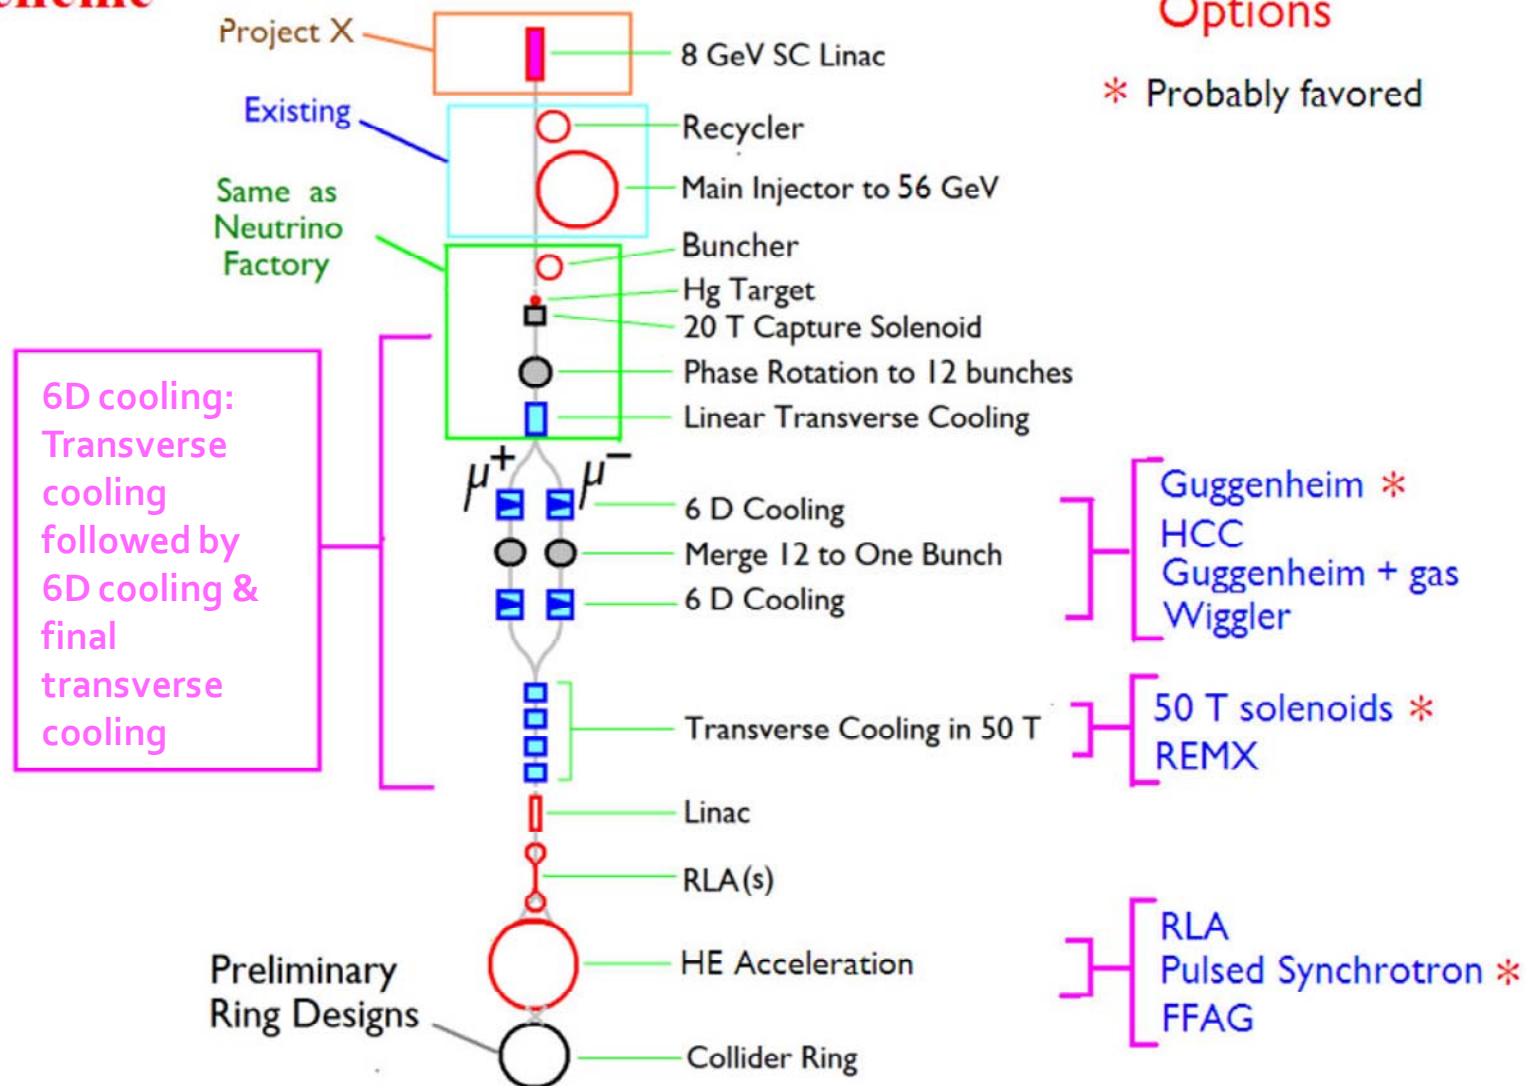 Options
* Probably favored
Project X
8 GeV SC Linac
Existing
Recycler
Main Injector to 56 GeV
Same as
Neutrino
Factory
Buncher
Hg Target
20 T Capture Solenoid
Phase Rotation to 12 bunches
Linear Transverse Cooling
6D cooling:
Transverse
cooling
followed by
6D cooling &
final
transverse
cooling
μ+ μ−
6 D Cooling
Merge 12 to One Bunch
6 D Cooling
Guggenheim *
HCC
Guggenheim + gas
Wiggler
Transverse Cooling in 50 T
50 T solenoids *
REMX
Linac
RLA(s)
HE Acceleration
RLA
Pulsed Synchrotron *
FFAG
Preliminary
Ring Designs
Collider Ring